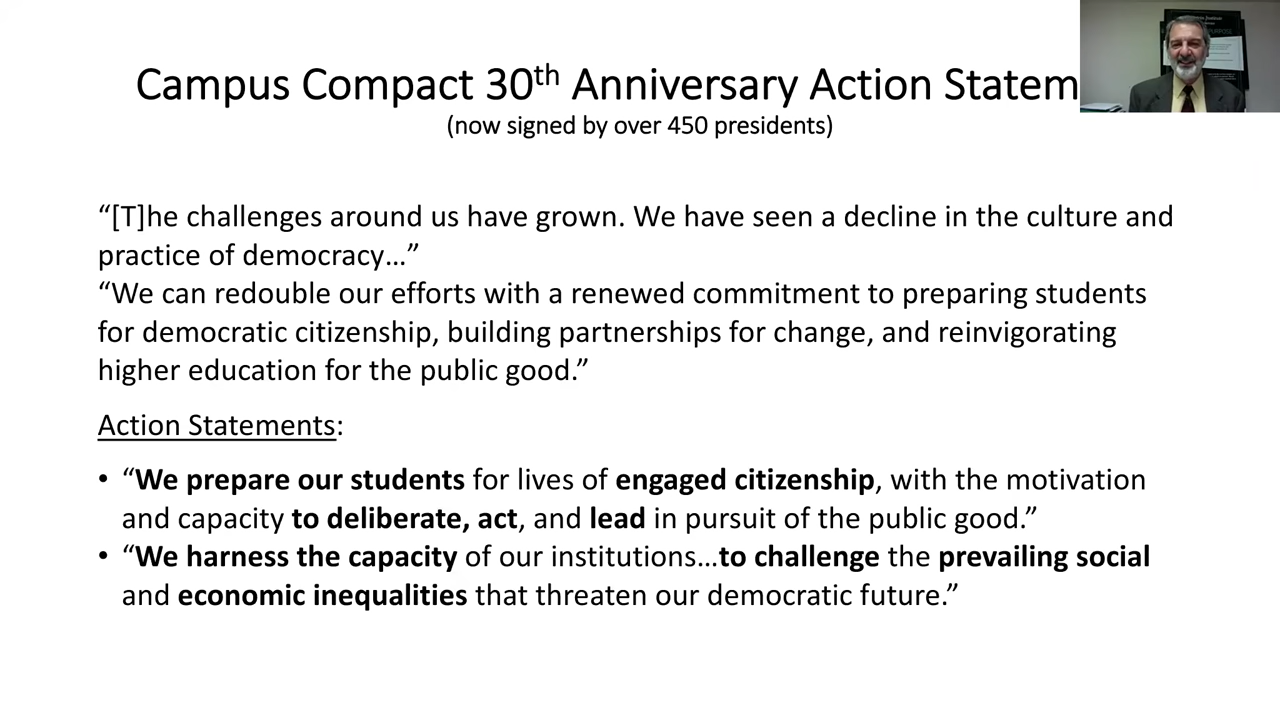 Campus Compact 30th Anniversary Action Statem
(now signed by over 450 presidents)
“[T]he challenges around us have grown. We have seen a decline in the culture and
practice of democracy…”
“We can redouble our efforts with a renewed commitment to preparing students
for democratic citizenship, building partnerships for change, and reinvigorating
higher education for the public good.”
Action Statements:
• “We prepare our students for lives of engaged citizenship, with the motivation
and capacity to deliberate, act, and lead in pursuit of the public good.”
• “We harness the capacity of our institutions…to challenge the prevailing social
and economic inequalities that threaten our democratic future.”